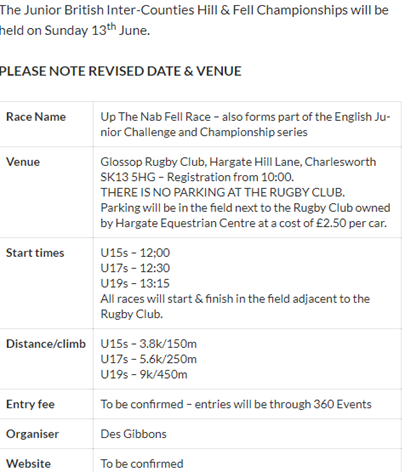 The Junior British Inter-Counties Hill & Fell Championships will be
held on Sunday 13th June.
PLEASE NOTE REVISED DATE & VENUE
Race Name
Up The Nab Fell Race – also forms part of the English Ju-
nior Challenge and Championship series
Venue
Glossop Rugby Club, Hargate Hill Lane, Charlesworth
SK13 5HG – Registration from 10:00.
THERE IS NO PARKING AT THE RUGBY CLUB.
Parking will be in the field next to the Rugby Club owned
by Hargate Equestrian Centre at a cost of £2.50 per car.
Start times
U15s – 12;00
U17s – 12:30
U19s – 13:15
All races will start & finish in the field adjacent to the
Rugby Club.
Distance/climb
U15s – 3.8k/150m
U17s – 5.6k/250m
U19s – 9k/450m
Entry fee
To be confirmed – entries will be through 360 Events
Organiser
Des Gibbons
Website
To be confirmed